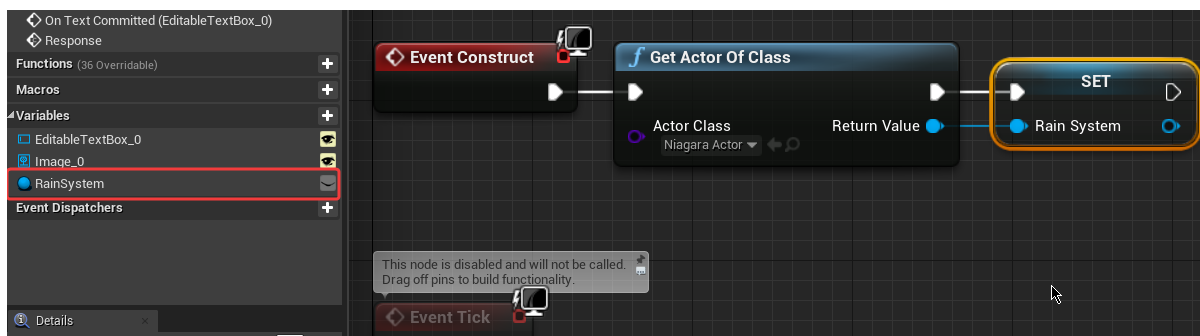 On Text Committed (EditableTextBox_0)
Response
Functions (36 Overridable)
Macros
Variables
EditableTextBox_0
Image_0
RainSystem
Event Dispatchers
Details
Event Construct
Get Actor Of Class
Actor Class
Niagara Actor
Return Value
SET
Rain System
This node is disabled and will not be called.
Drag off pins to build functionality.
Event Tick